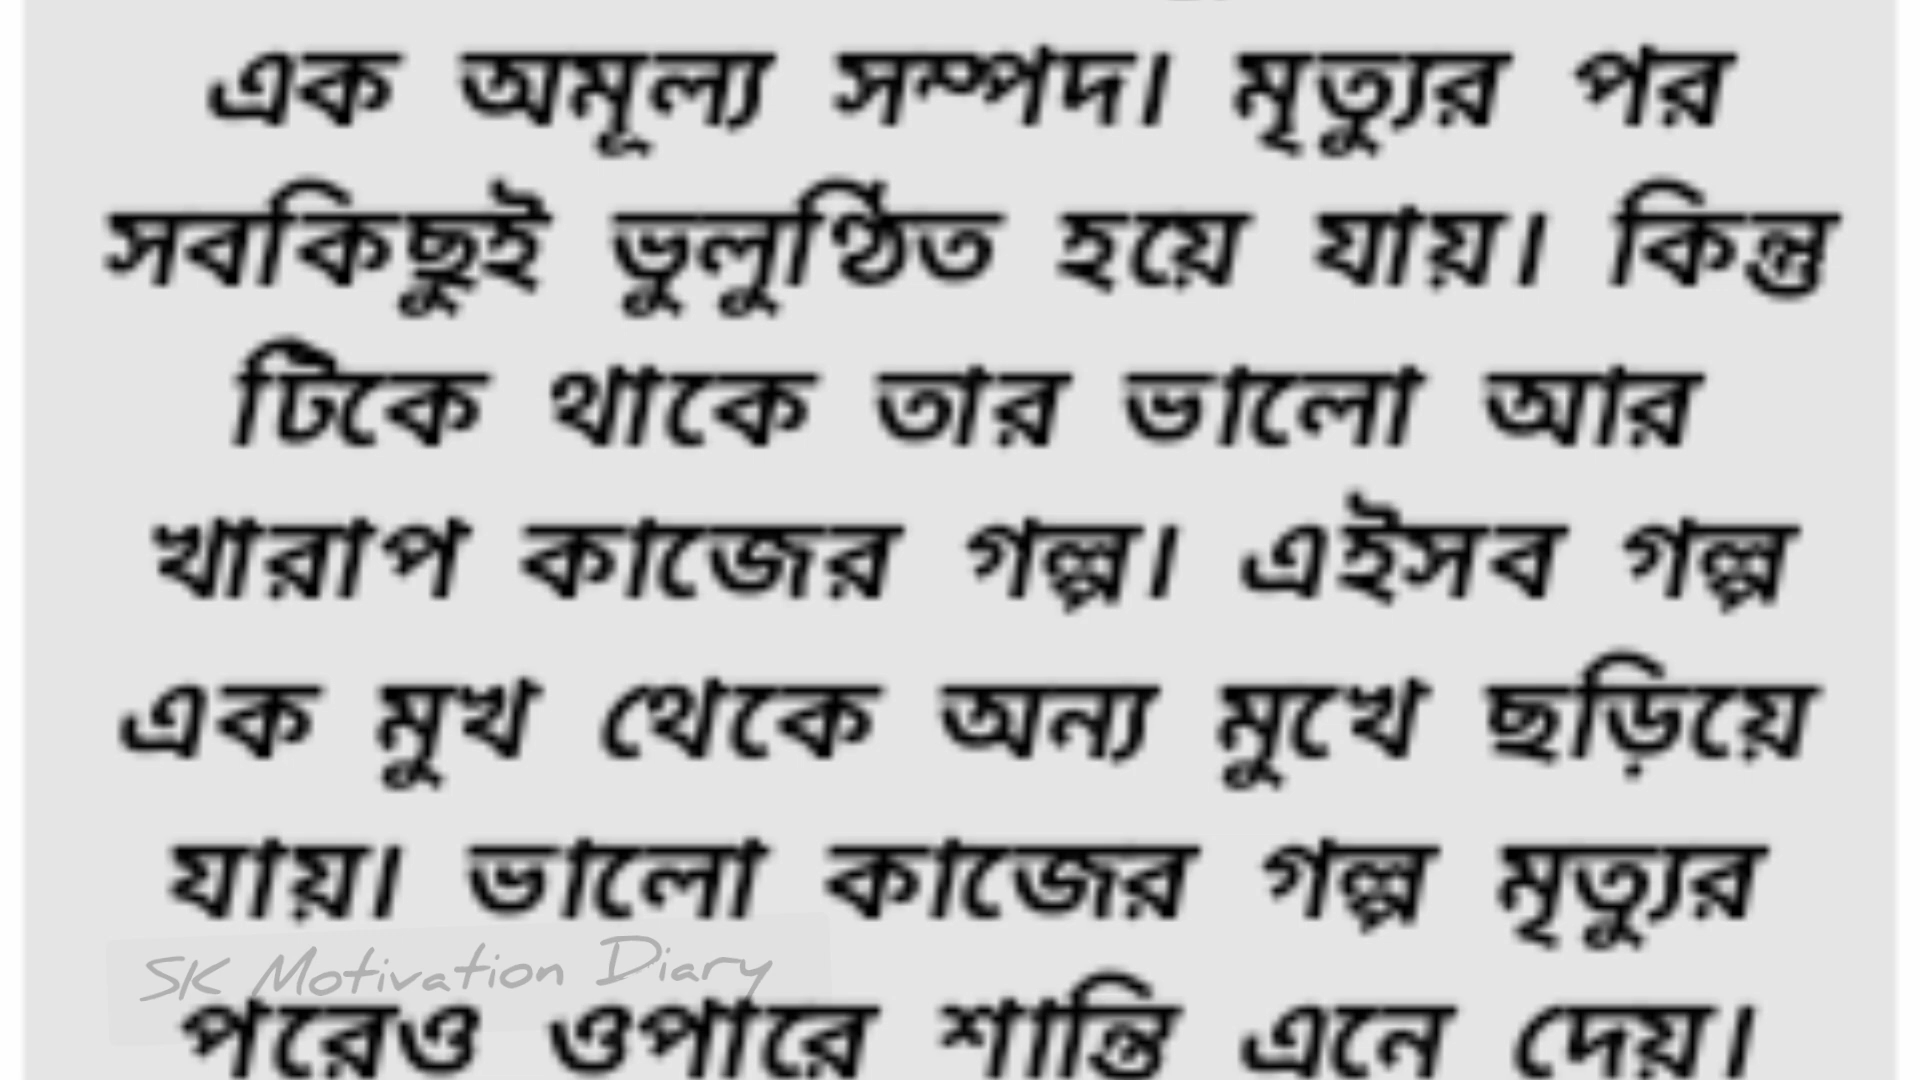 এক অমূল্য সম্পদ। মৃত্যুর পর
সবকিছুই ভুলুণ্ঠিত হয়ে যায়। কিন্তু
টিকে থাকে তার ভালো আর
খারাপ কাজের গল্প। এইসব গল্প
এক মুখ থেকে অন্য মুখে ছড়িয়ে
যায়। ভালো কাজের গল্প মৃত্যুর
SK Motivation Diary
পরেও ওপারে শান্তি এনে দেয়।